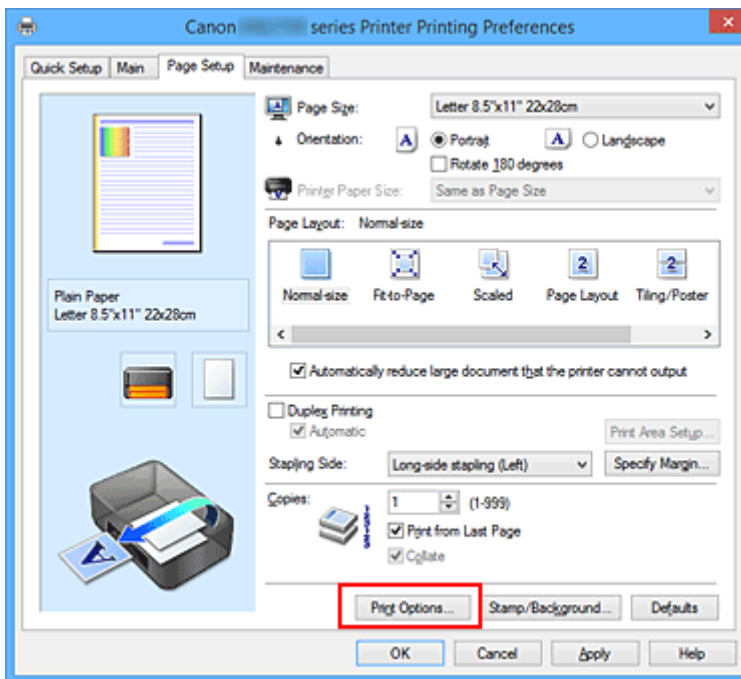 Canon series Printer Printing Preferences
Quick Setup Main Page Setup Maintenance
Page Size: Letter 8.5"x11" 22x28cm
Orientation: A Portrait A Landscape
Rotate 180 degrees
Printer Paper Size: Same as Page Size
Page Layout: Normal-size
Normal-size Fit-to-Page Scaled Page Layout Tiling/Poster
Plain Paper
Letter 8.5"x11" 22x28cm
Automatically reduce large document that the printer cannot output
Duplex Printing
Automatic
Print Area Setup...
Stapling Side: Long-side stapling (Left) Specify Margin...
Copies: 1 (1-999)
Print from Last Page
Collate
Print Options... Stamp/Background... Defaults
OK Cancel Apply Help